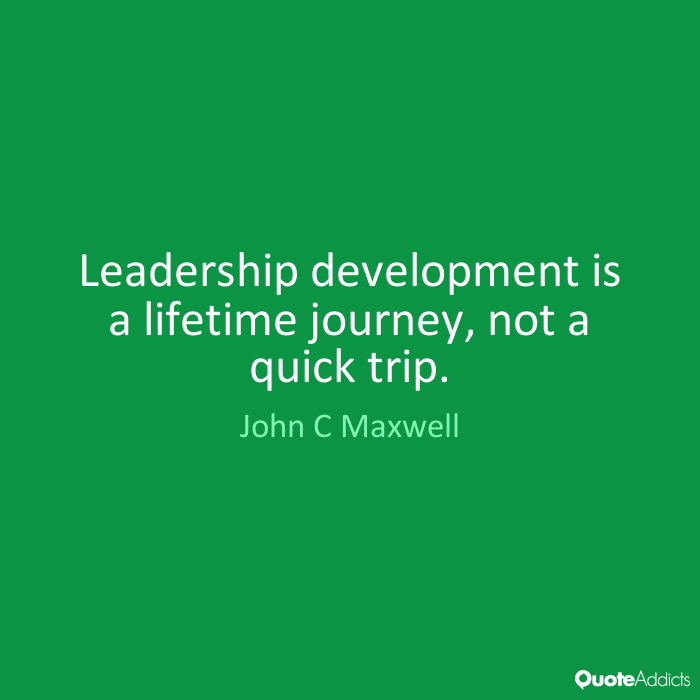 Leadership development is
a lifetime journey, not a
quick trip.
John C Maxwell
QuoteAddicts